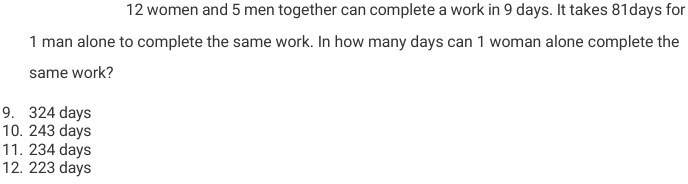 12 women and 5 men together can complete a work in 9 days. It takes 81days for
1 man alone to complete the same work. In how many days can 1 woman alone complete the
same work?
9. 324 days
10. 243 days
11. 234 days
12. 223 days